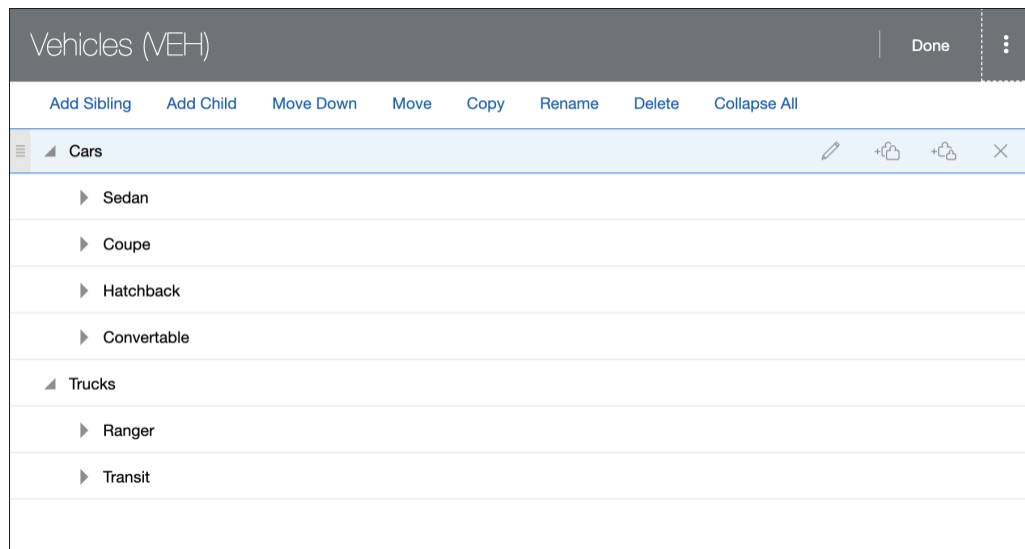 Vehicles (VEH) Done
Add Sibling Add Child Move Down Move Copy Rename Delete Collapse All
Cars
Sedan
Coupe
Hatchback
Convertable
Trucks
Ranger
Transit